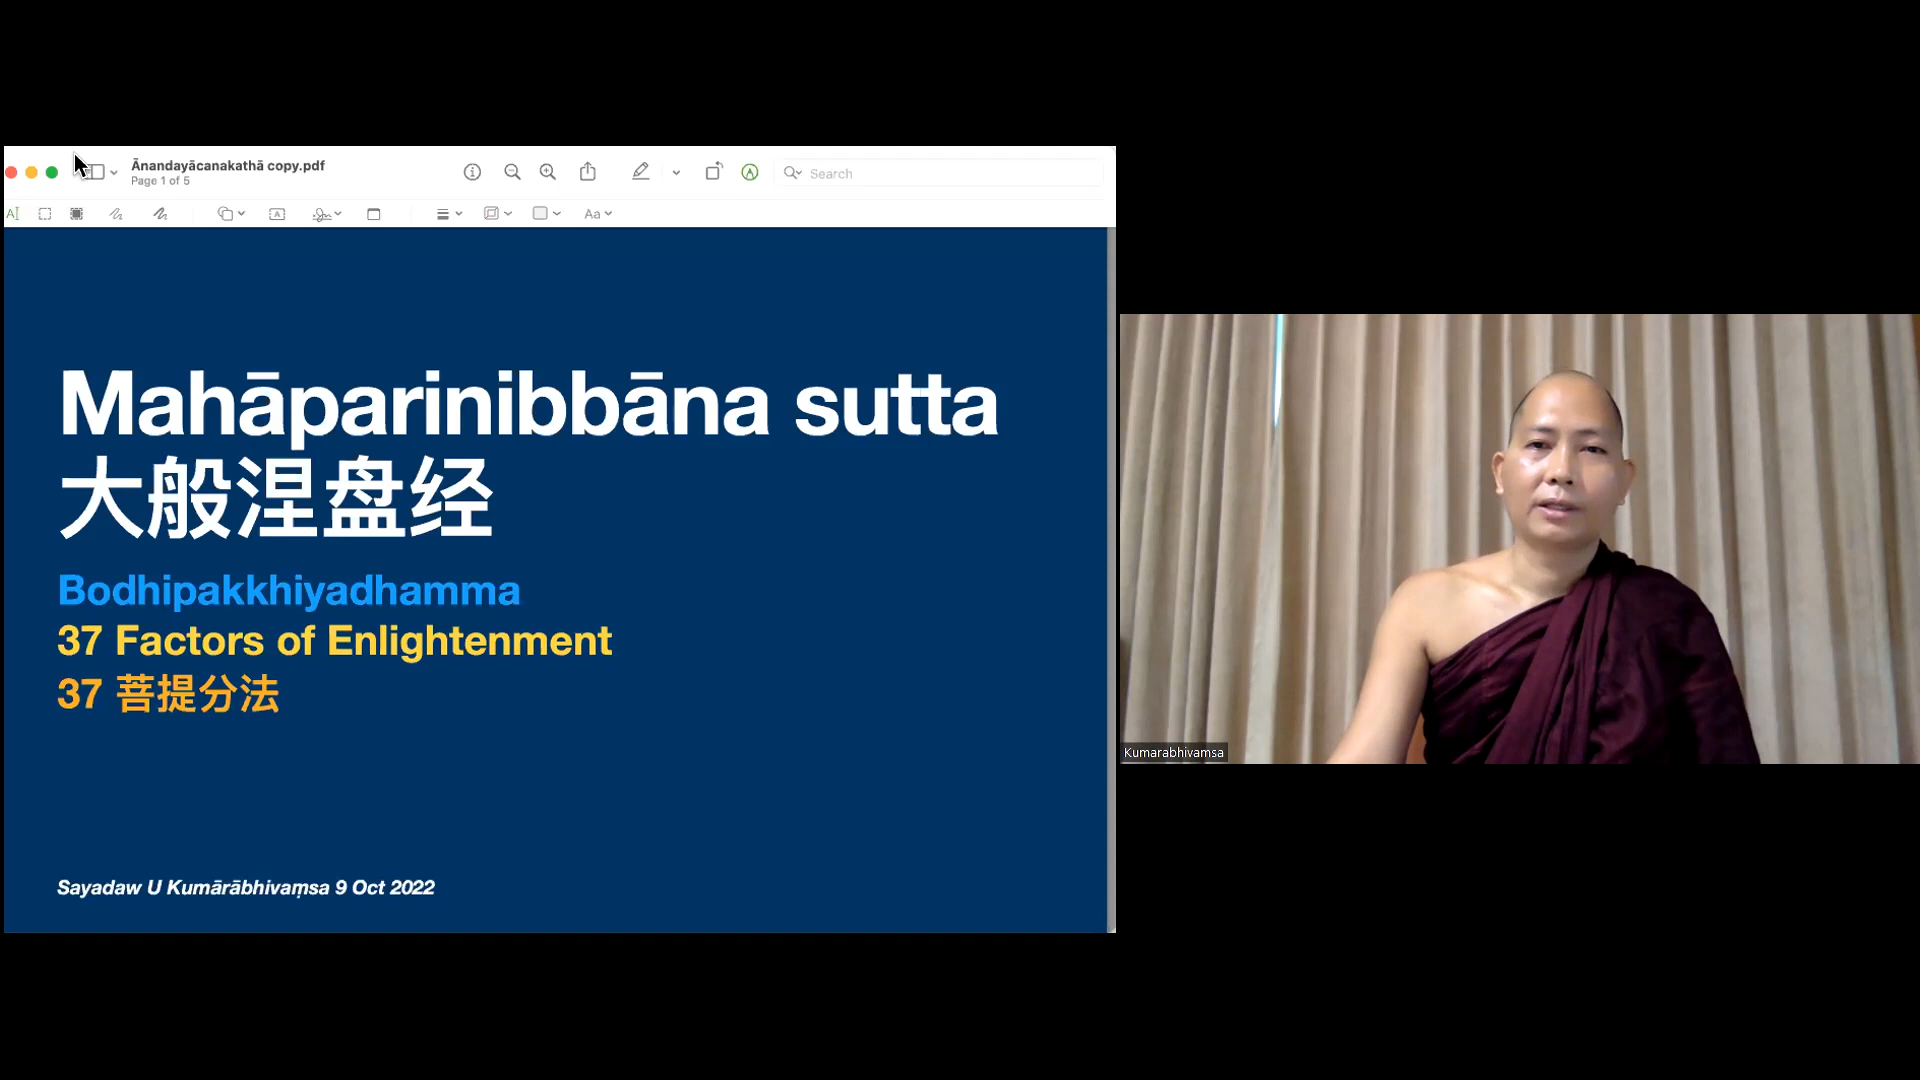 Ānandayācanakathā copy.pdf
Page 1 of 5
Search
Aa
Mahāparinibbāna sutta
大般涅盘经
Bodhipakkhiyadhamma
37 Factors of Enlightenment
37 菩提分法
Sayadaw U Kumārābhivaṃsa 9 Oct 2022
Kumarabhivamsa